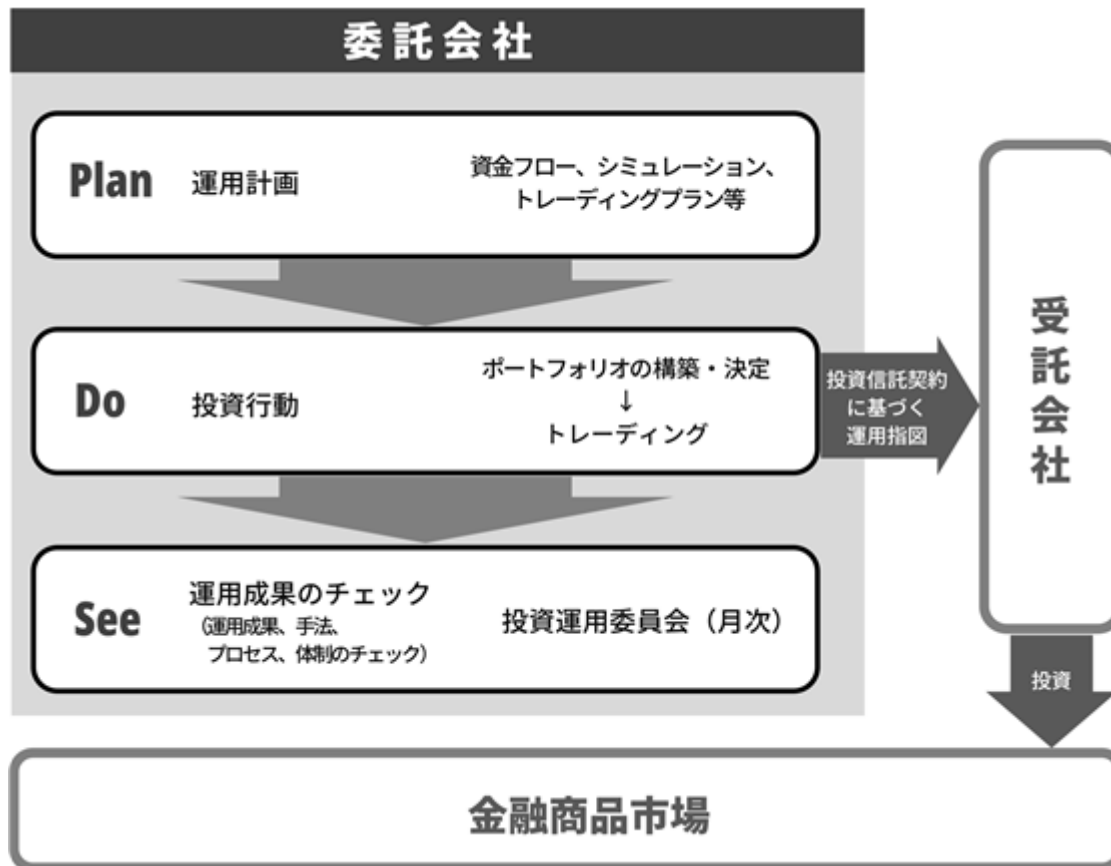 委託会社
Plan 運用計画
資金フロー、シミュレーション、
トレーディングプラン等
Do 投資行動
ポートフォリオの構築・決定
↓
トレーディング
投資信託契約
に基づく
運用指図
受託会社
See 運用成果のチェック
(運用成果、手法、
プロセス、体制のチェック)
投資運用委員会（月次）
投資
金融商品市場